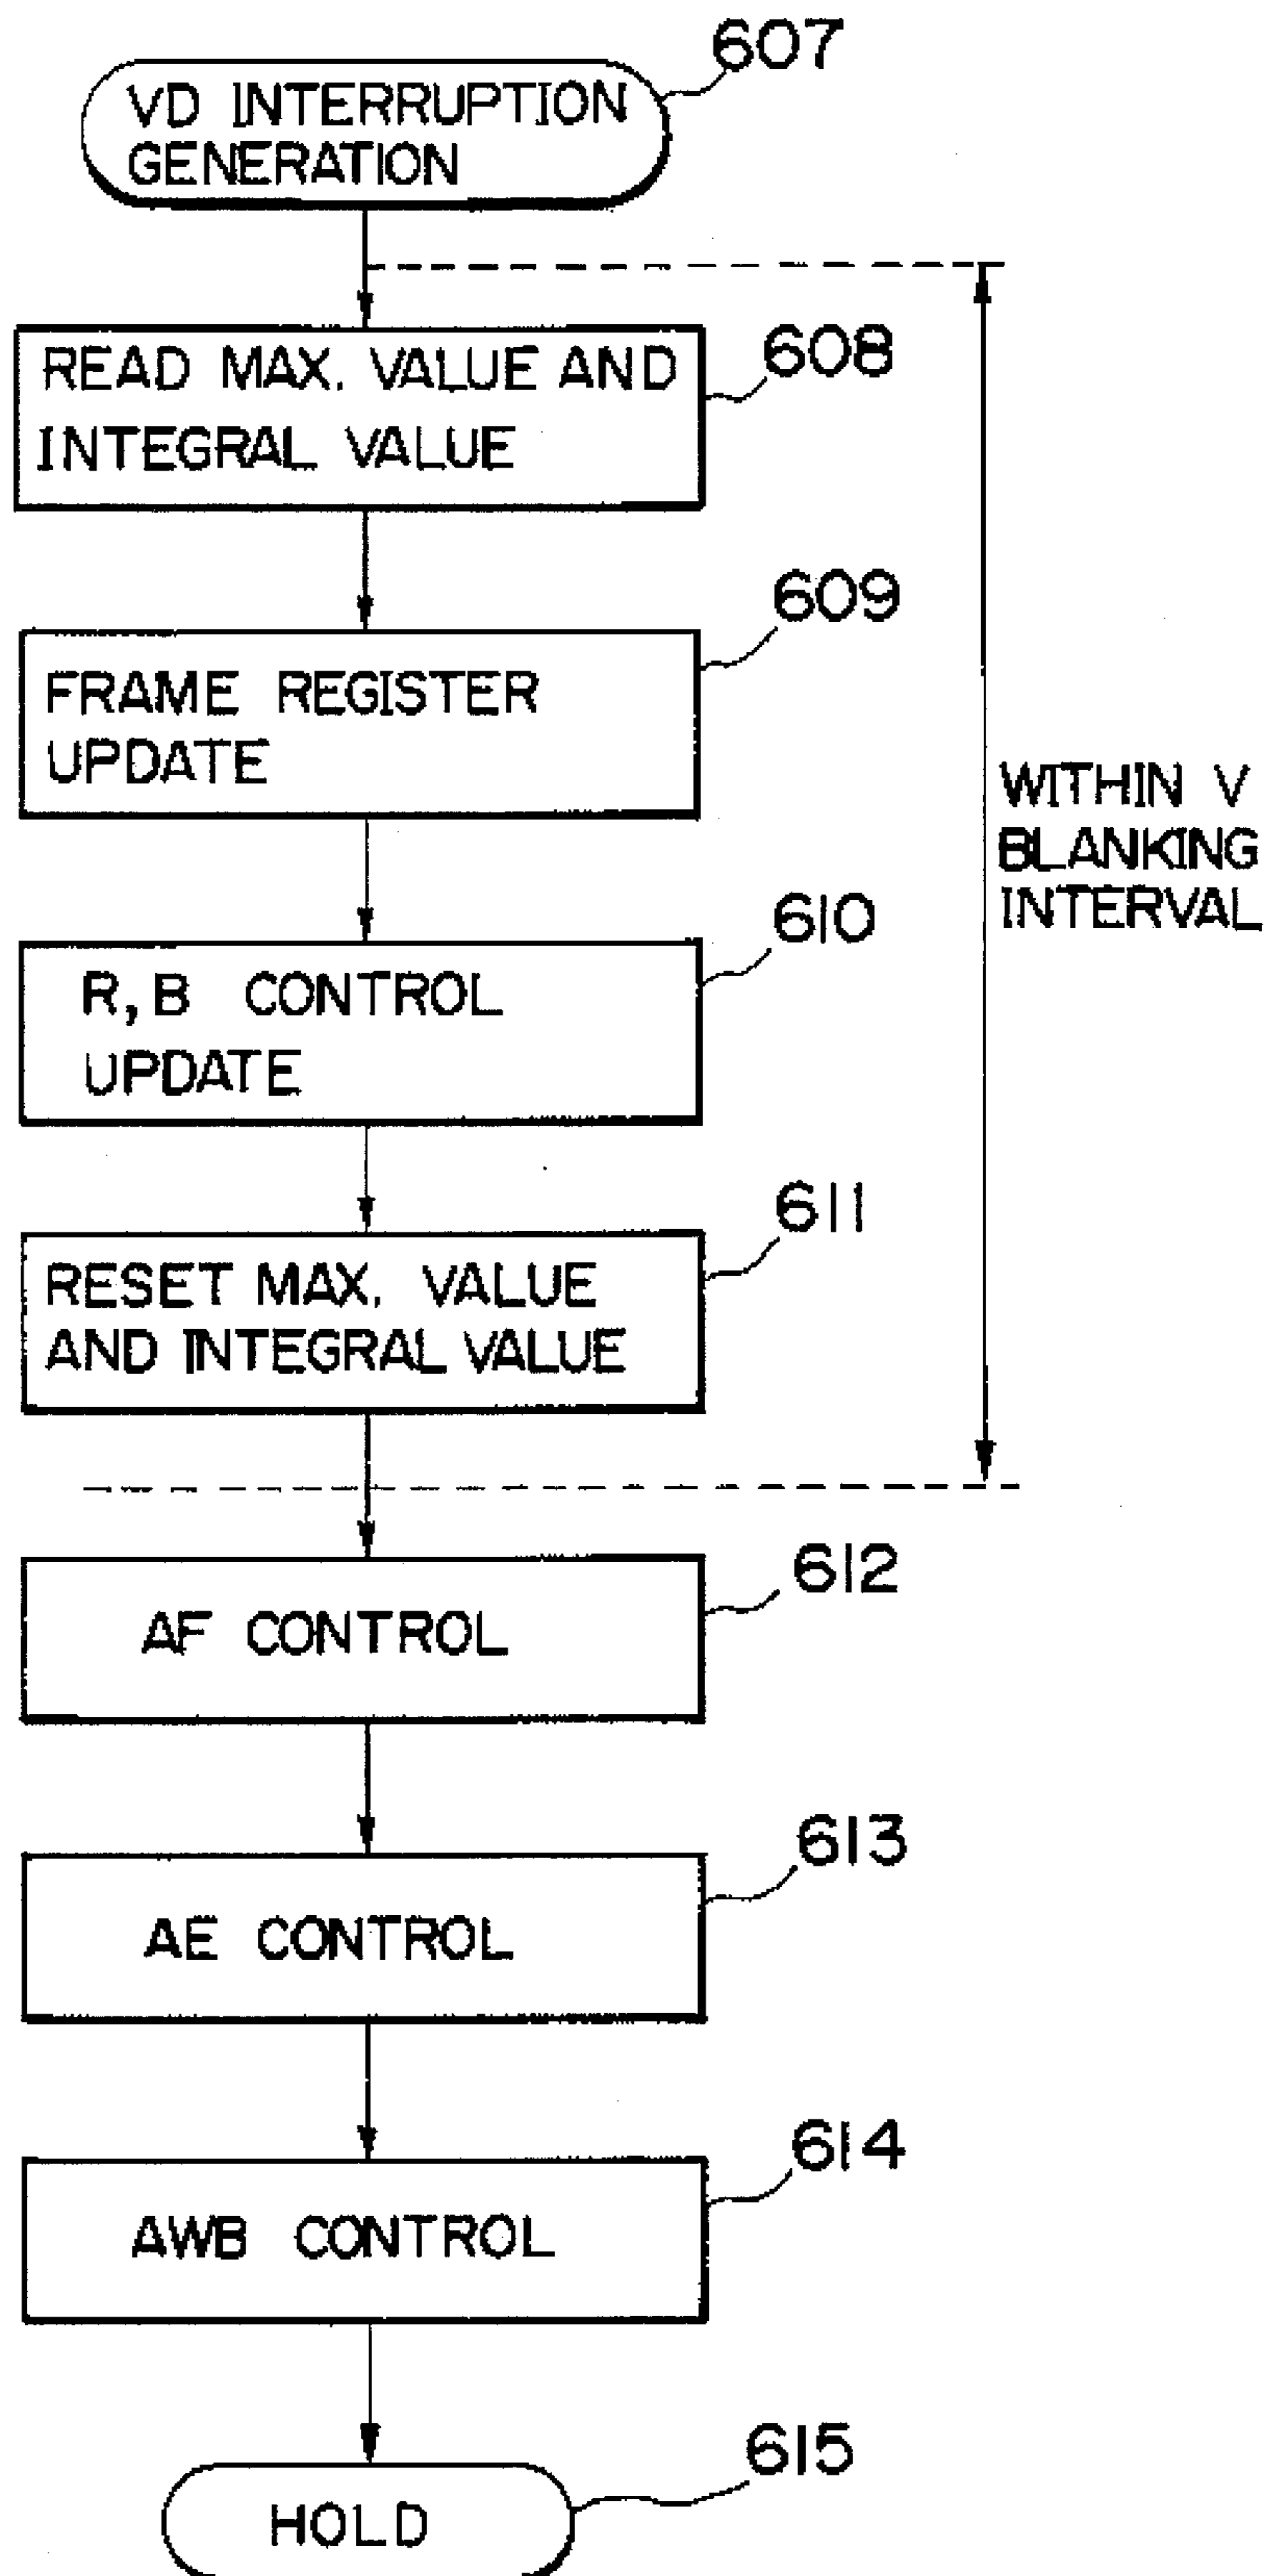 607
VD INTERRUPTION
GENERATION
608
READ MAX. VALUE AND
INTEGRAL VALUE
609
FRAME REGISTER
UPDATE
WITHIN V
BLANKING
INTERVAL
610
R, B CONTROL
UPDATE
611
RESET MAX. VALUE
AND INTEGRAL VALUE
612
AF CONTROL
613
AE CONTROL
614
AWB CONTROL
615
HOLD